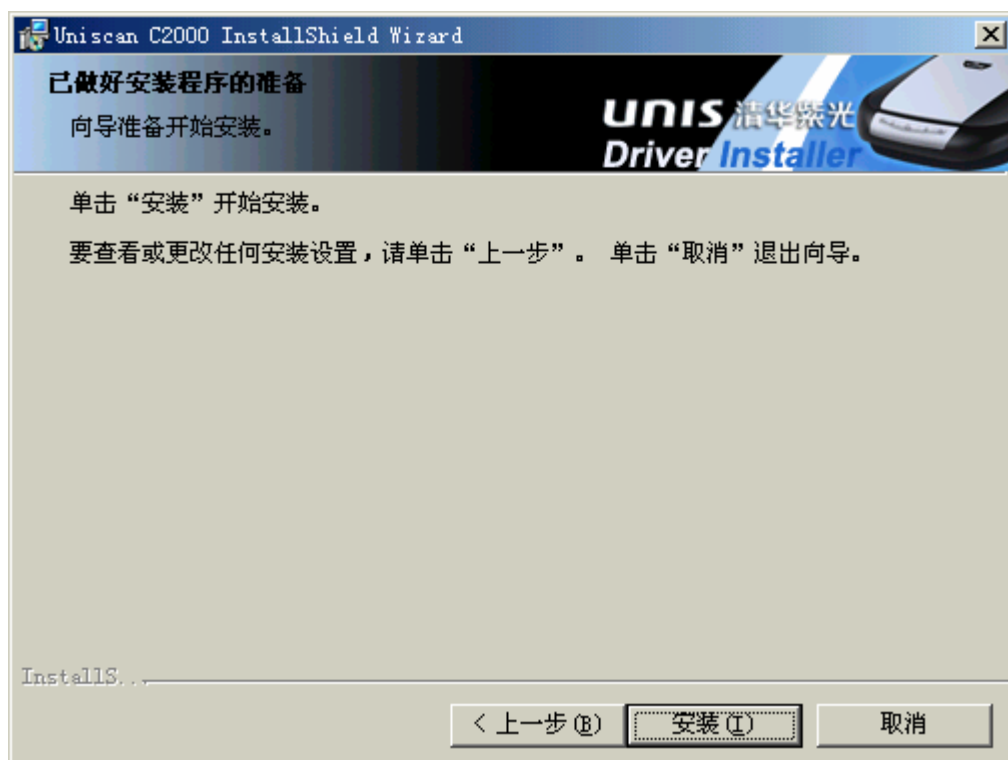 Uniscan C2000 InstallShield Wizard
已做好安装程序的准备
向导准备开始安装。
UNIS 清华紫光
Driver Installer
单击“安装”开始安装。
要查看或更改任何安装设置，请单击“上一步”。 单击“取消”退出向导。
InstallS...
< 上一步(B)
安装(I)
取消